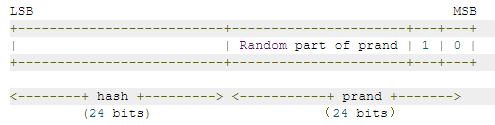 LSB MSB
+--------------------------+----------------------+---+---+
| | Random part of prand | 1 | 0 |
+--------------------------+----------------------+---+---+
<--------+ hash +---------> <-----------+ prand +------->
(24 bits) (24 bits)